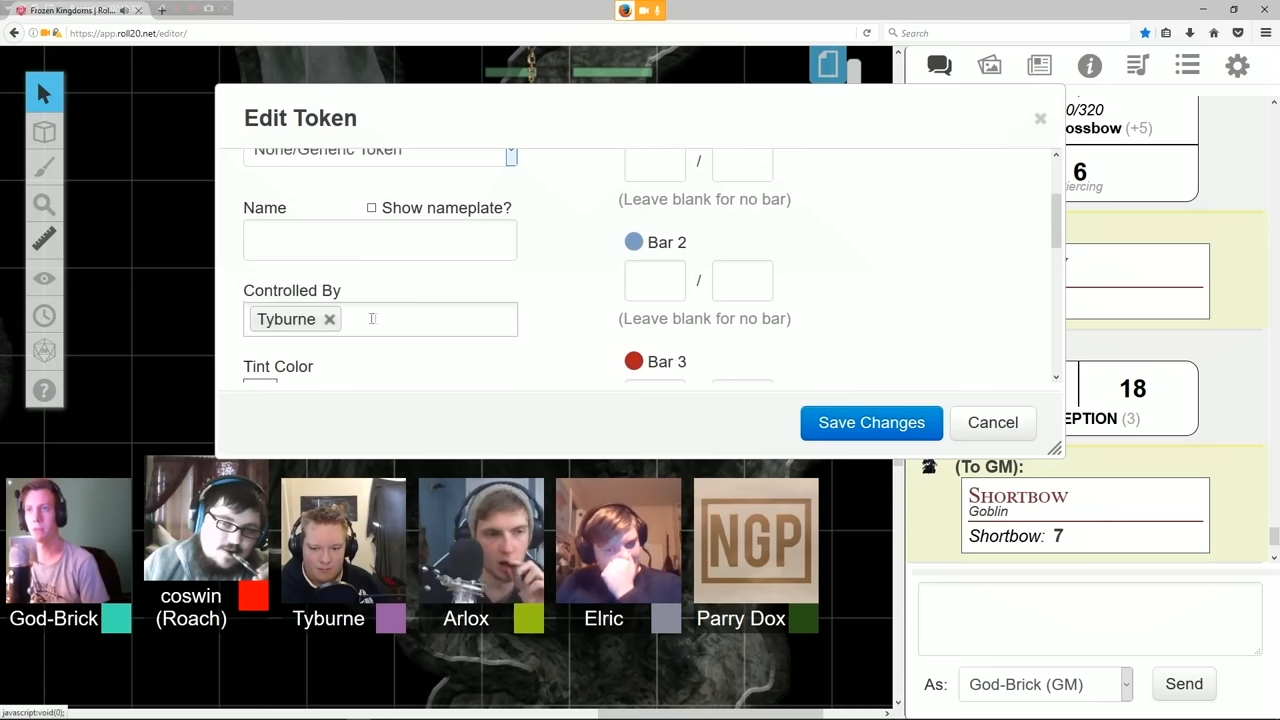 Frozen Kingdoms | Rol...
https://app.roll20.net/editor/
Search
Edit Token
None/Generic Token
Name
Show nameplate?
Controlled By
Tyburne
Tint Color
/
(Leave blank for no bar)
Bar 2
/
(Leave blank for no bar)
Bar 3
Save Changes
Cancel
0/320
ossbow (+5)
6
iercing
18
EPTION (3)
(To GM):
Shortbow
Goblin
Shortbow: 7
As:
God-Brick (GM)
Send
God-Brick
coswin
(Roach)
Tyburne
Arlox
Elric
NGP
Parry Dox
javascript:void(0);